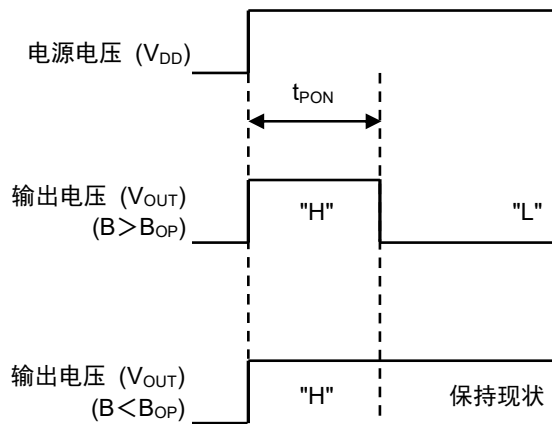 电源电压 (VDD)
tPON
输出电压 (VOUT)
(B＞BOP)
"H"
"L"
输出电压 (VOUT)
(B＜BOP)
"H"
保持现状